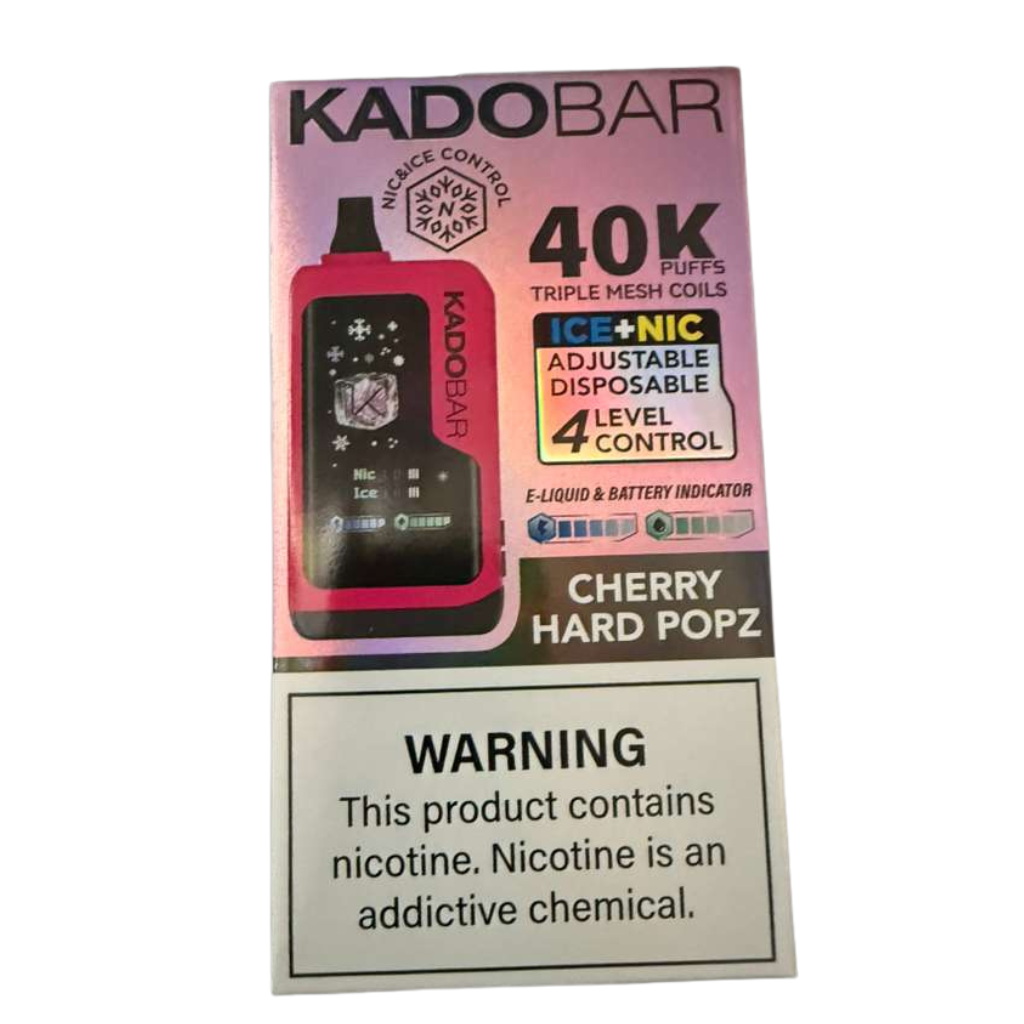 KADOBAR
NIC&ICE CONTROL
N
40K
PUFFS
TRIPLE MESH COILS
ICE+NIC
ADJUSTABLE
DISPOSABLE
4 LEVEL
CONTROL
KADOBAR
K
Nic
Ice
E-LIQUID & BATTERY INDICATOR
CHERRY
HARD POPZ
WARNING
This product contains
nicotine. Nicotine is an
addictive chemical.